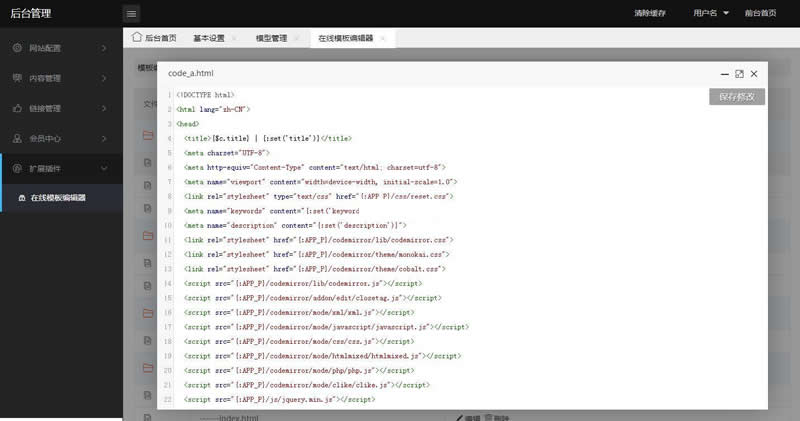 后台管理
清除缓存
用户名
前台首页
后台首页
基本设置
模型管理
在线模板编辑器
网站配置
内容管理
链接管理
会员中心
扩展插件
在线模板编辑器
模板编
文件
code_a.html
保存修改
1 <!DOCTYPE html>
2 <html lang="zh-CN">
3 <head>
4 <title>{$c.title} | {:set('title')}</title>
5 <meta charset="UTF-8">
6 <meta http-equiv="Content-Type" content="text/html; charset=utf-8">
7 <meta name="viewport" content="width=device-width, initial-scale=1.0">
8 <link rel="stylesheet" type="text/css" href="{:APP_P}/css/reset.css">
9 <meta name="keywords" content="{:set('keyword
10 <meta name="description" content="{:set('description')}">
11 <link rel="stylesheet" href="{:APP_P}/codemirror/lib/codemirror.css">
12 <link rel="stylesheet" href="{:APP_P}/codemirror/theme/monokai.css">
13 <link rel="stylesheet" href="{:APP_P}/codemirror/theme/cobalt.css">
14 <script src="{:APP_P}/codemirror/lib/codemirror.js"></script>
15 <script src="{:APP_P}/codemirror/addon/edit/closetag.js"></script>
16 <script src="{:APP_P}/codemirror/mode/xml/xml.js"></script>
17 <script src="{:APP_P}/codemirror/mode/javascript/javascript.js"></script>
18 <script src="{:APP_P}/codemirror/mode/css/css.js"></script>
19 <script src="{:APP_P}/codemirror/mode/htmlmixed/htmlmixed.js"></script>
20 <script src="{:APP_P}/codemirror/mode/php/php.js"></script>
21 <script src="{:APP_P}/codemirror/mode/clike/clike.js"></script>
22 <script src="{:APP_P}/js/jquery.min.js"></script>
------index.html
编辑 删除